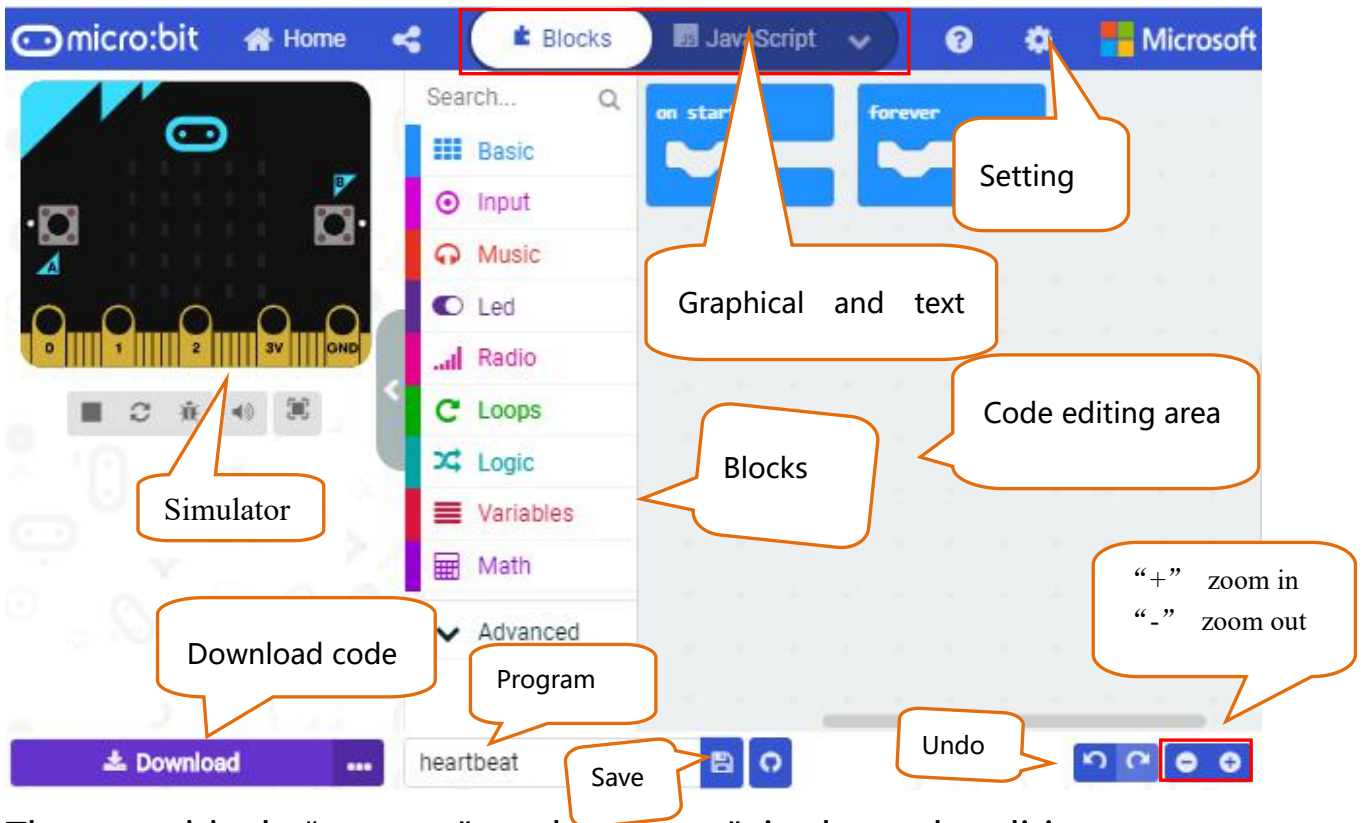 micro:bit Home Blocks JavaScript Microsoft
Search...
on star
forever
Basic
Input
Music
Led
Radio
Loops
Logic
Variables
Math
Advanced
B
A
0 1 2 3V GND
Setting
Graphical and text
Code editing area
Blocks
Simulator
“+” zoom in
“-” zoom out
Download code
Program
Undo
Save
Download
heartbeat